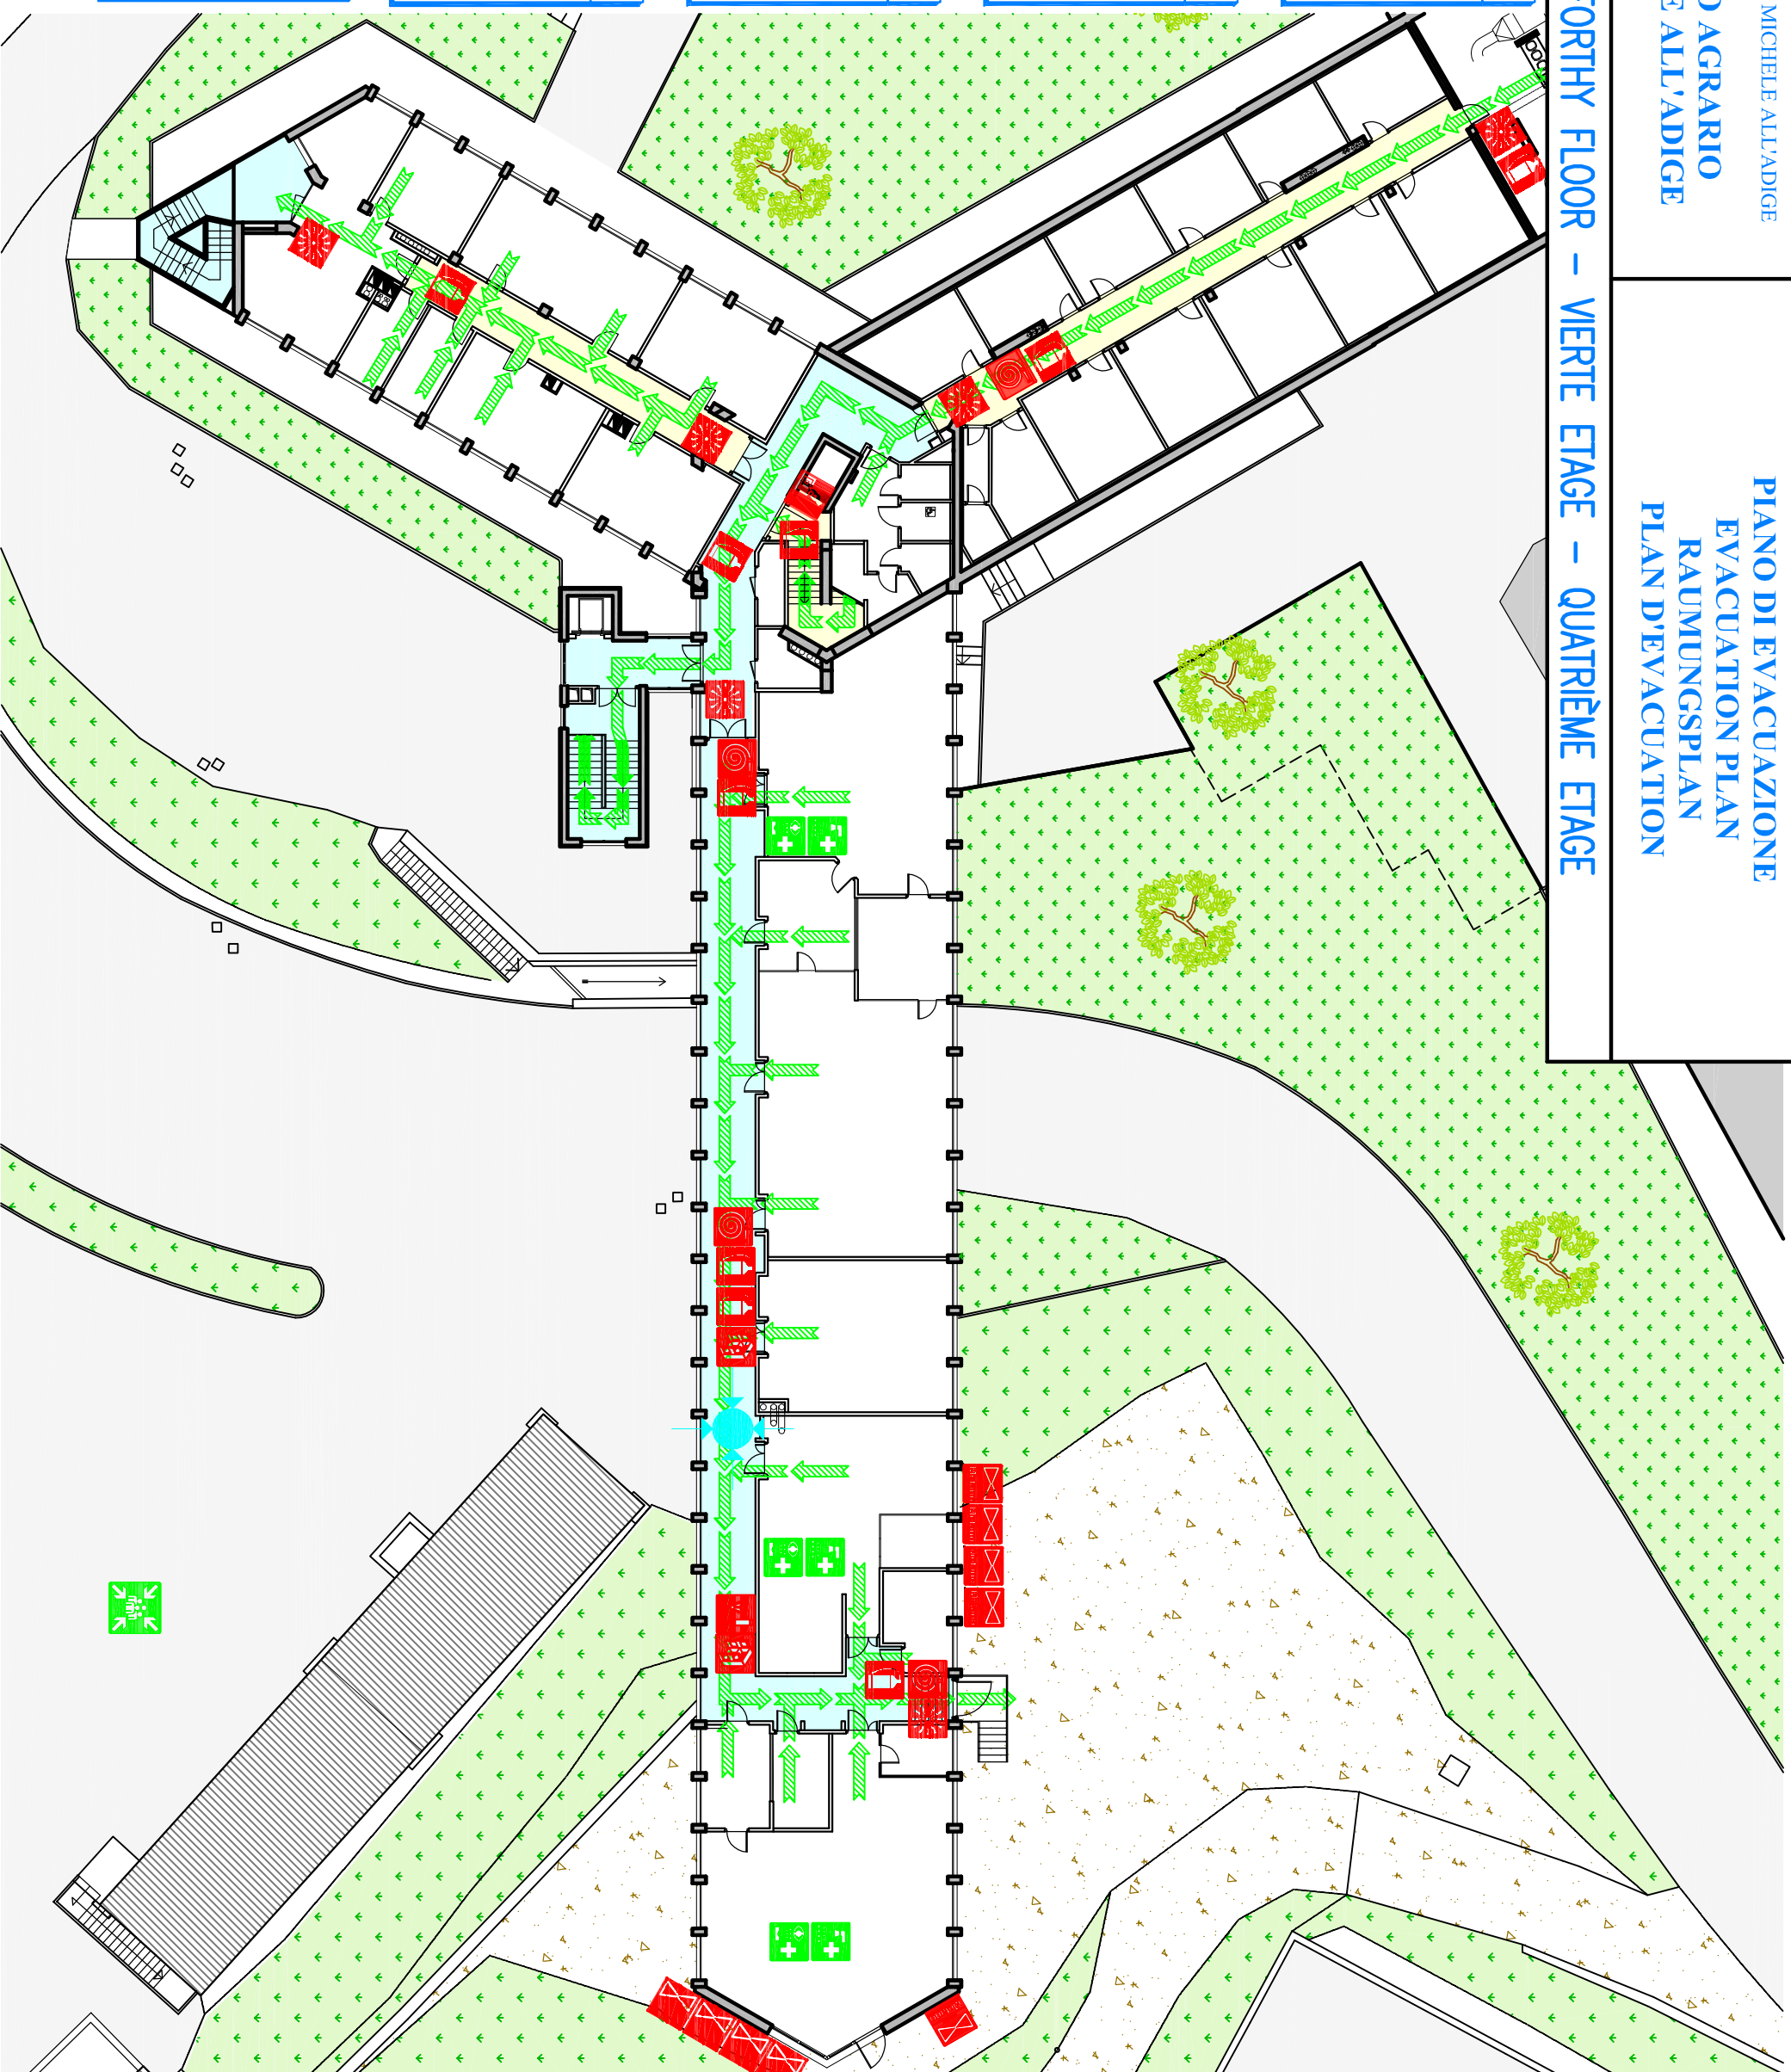 MICHELE ALL'ADIGE
O AGRARIO
E ALL'ADIGE
PIANO DI EVACUAZIONE
EVACUATION PLAN
RAUMUNGSPLAN
PLAN D'EVACUATION
FORTHY FLOOR - VIERTE ETAGE - QUATRIÈME ETAGE